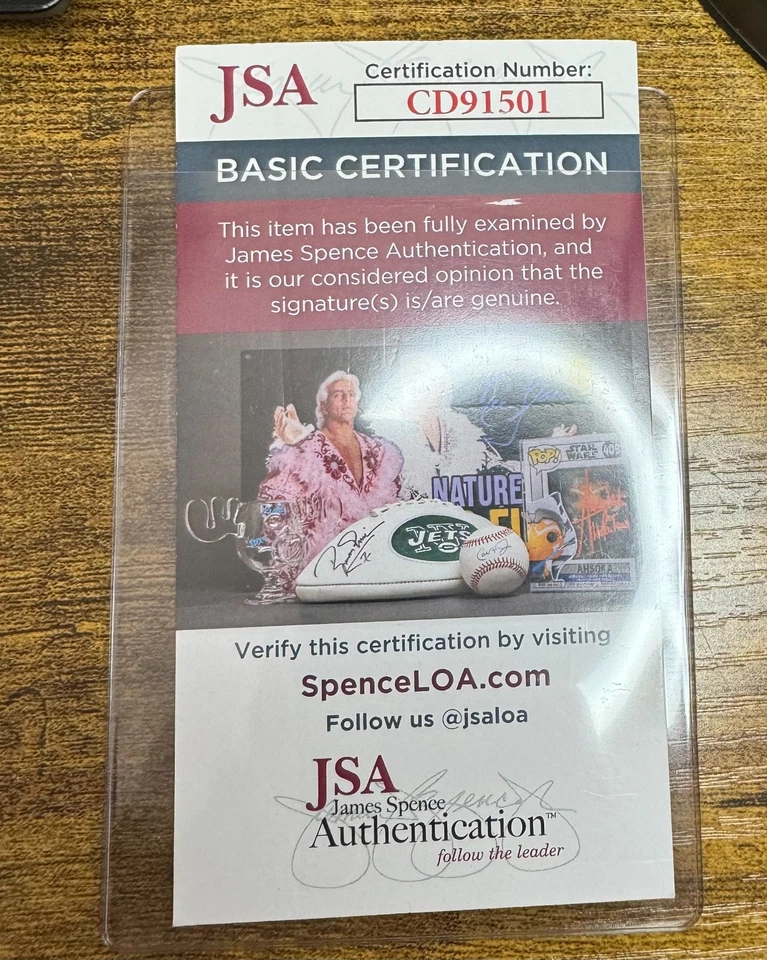 JSA
Certification Number:
CD91501
BASIC CERTIFICATION
This item has been fully examined by
James Spence Authentication, and
it is our considered opinion that the
signature(s) is/are genuine.
NATURE
POP!
STAR
WARS
JETS
AHSOKA
Verify this certification by visiting
SpenceLOA.com
Follow us @jsaloa
JSA
James Spence
Authentication™
follow the leader